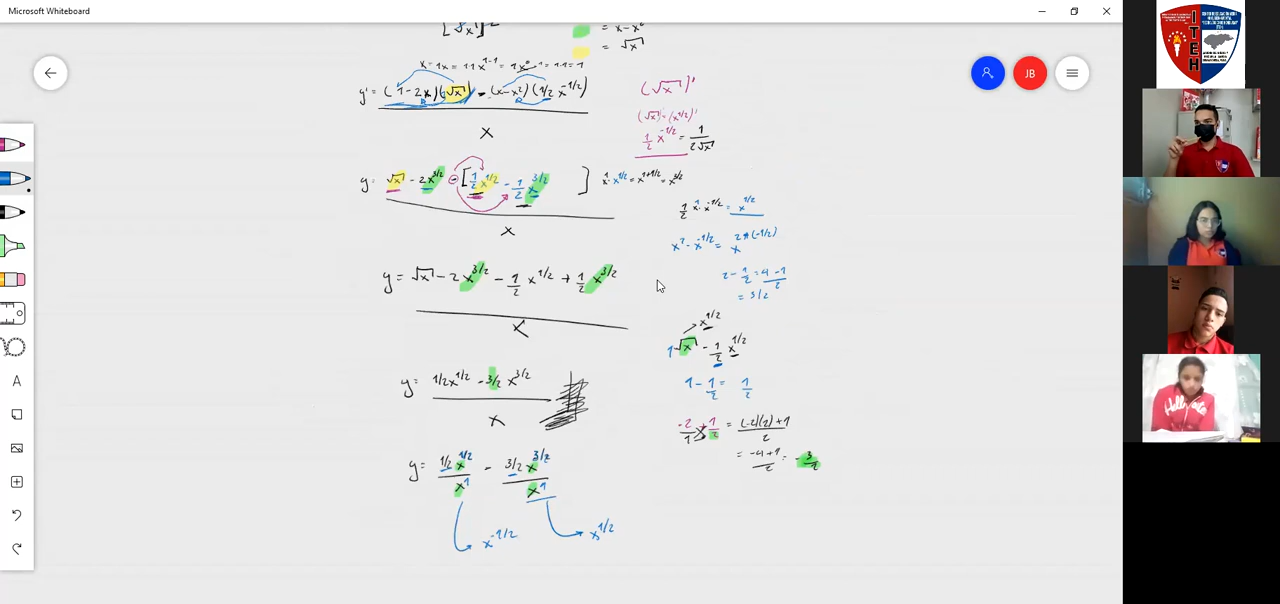 Microsoft Whiteboard
= x-x²
= √x
x = 1x = 1·1x¹⁻¹ = 1x⁰ = 1·1 = 1
y' = (1-2x)(√x) - (x-x²)(1/2 x^-1/2)
x
(√x)'
(√x)' = (x^1/2)'
1/2 x^-1/2 = 1/2√x
y = √x - 2x^3/2 - [1/2 x^1/2 - 1/2 x^3/2]
x
x¹·x^1/2 = x^1+1/2 = x^3/2
1/2 x¹·x^-1/2 = x^1/2
x²-x^-1/2 = x^2+(-1/2)
2 - 1/2 = 4-1/2
= 3/2
y = √x - 2x^3/2 - 1/2 x^1/2 + 1/2 x^3/2
x
x^1/2
1√x - 1/2 x^1/2
1 - 1/2 = 1/2
y = 1/2x^1/2 - 3/2 x^3/2
x
-2/1 + 1/2 = (-2)(2)+1/2
= -4+1/2 = -3/2
y = 1/2 x^1/2 / x¹ - 3/2 x^3/2 / x¹
x^-1/2
x^1/2
JB
A
ITEH